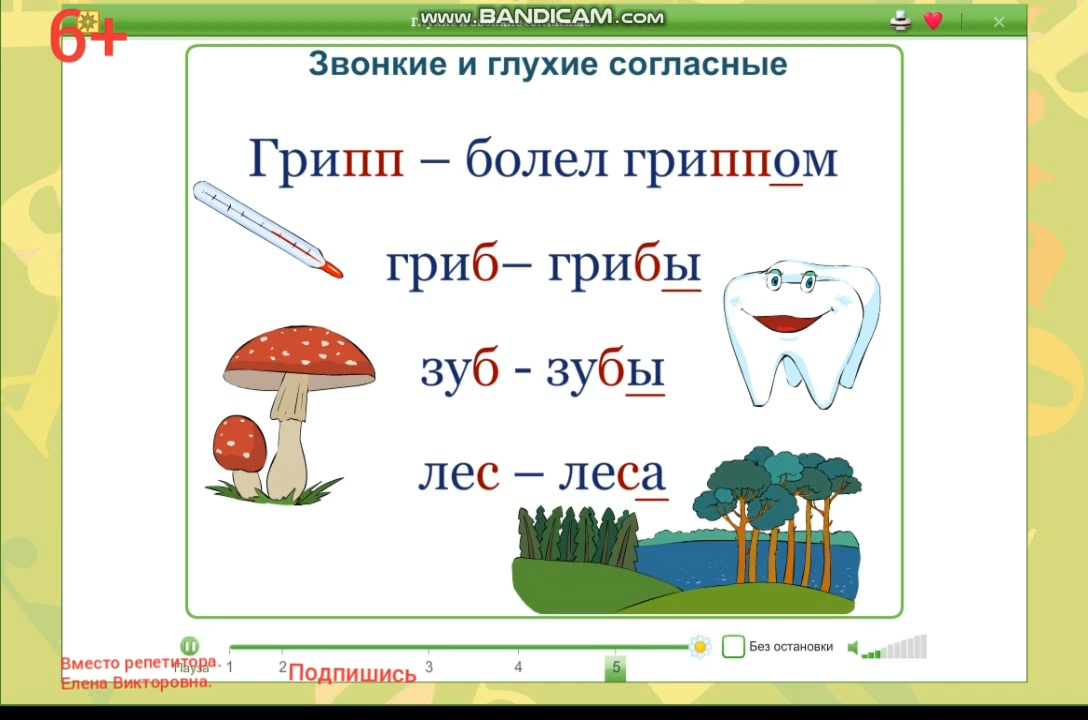 www.BANDICAM.com
6+
Звонкие и глухие согласные
Грипп – болел гриппом
гриб– грибы
зуб - зубы
лес – леса
Без остановки
Пауза 1 2 3 4 5
Вместо репетитора.
Елена Викторовна.
Подпишись